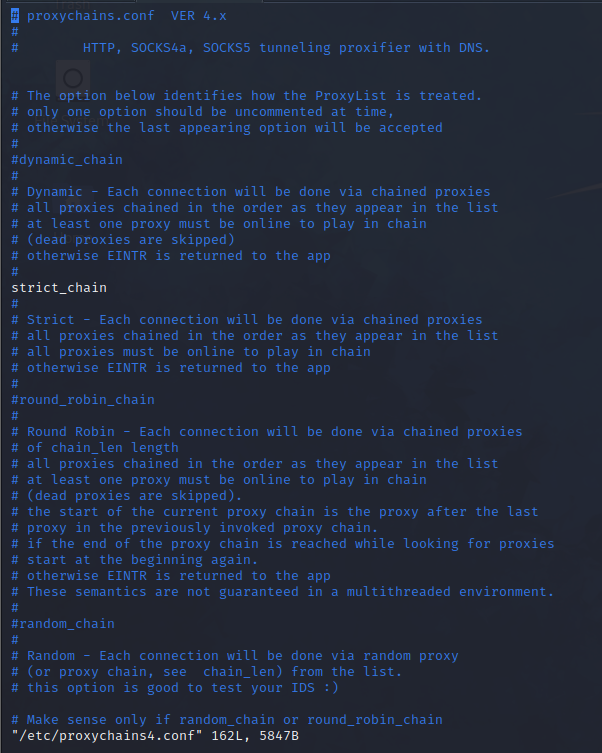 # proxychains.conf  VER 4.x
#
#        HTTP, SOCKS4a, SOCKS5 tunneling proxifier with DNS.
# The option below identifies how the ProxyList is treated.
# only one option should be uncommented at time,
# otherwise the last appearing option will be accepted
#
#dynamic_chain
#
# Dynamic - Each connection will be done via chained proxies
# all proxies chained in the order as they appear in the list
# at least one proxy must be online to play in chain
# (dead proxies are skipped)
# otherwise EINTR is returned to the app
#
strict_chain
#
# Strict - Each connection will be done via chained proxies
# all proxies chained in the order as they appear in the list
# all proxies must be online to play in chain
# otherwise EINTR is returned to the app
#
#round_robin_chain
#
# Round Robin - Each connection will be done via chained proxies
# of chain_len length
# all proxies chained in the order as they appear in the list
# at least one proxy must be online to play in chain
# (dead proxies are skipped).
# the start of the current proxy chain is the proxy after the last
# proxy in the previously invoked proxy chain.
# if the end of the proxy chain is reached while looking for proxies
# start at the beginning again.
# otherwise EINTR is returned to the app
# These semantics are not guaranteed in a multithreaded environment.
#
#random_chain
#
# Random - Each connection will be done via random proxy
# (or proxy chain, see  chain_len) from the list.
# this option is good to test your IDS :)
# Make sense only if random_chain or round_robin_chain
"/etc/proxychains4.conf" 162L, 5847B